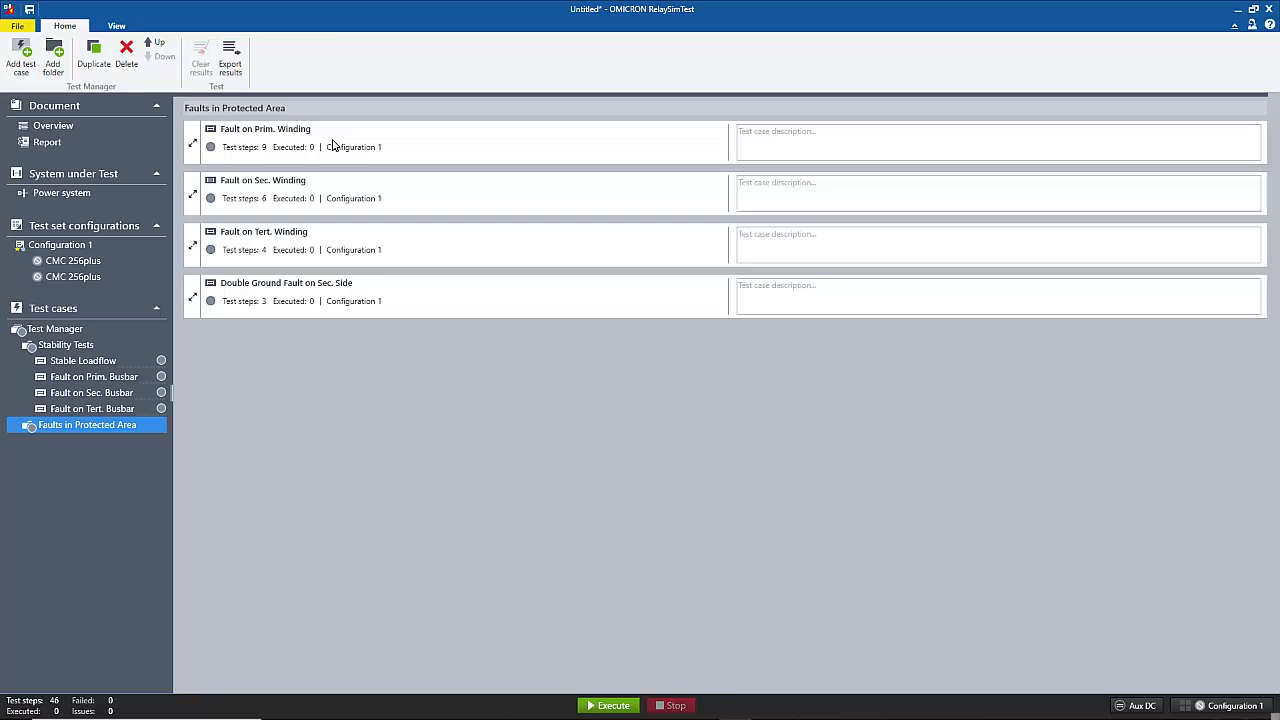 Untitled* - OMICRON RelaySimTest
File Home View
Add test case
Add folder
Duplicate
Delete
Up
Down
Clear results
Export results
Test Manager
Test
Document
Overview
Report
System under Test
Power system
Test set configurations
Configuration 1
CMC 256plus
CMC 256plus
Test cases
Test Manager
Stability Tests
Stable Loadflow
Fault on Prim. Busbar
Fault on Sec. Busbar
Fault on Tert. Busbar
Faults in Protected Area
Faults in Protected Area
Fault on Prim. Winding
Test steps: 9 Executed: 0 | Configuration 1
Test case description...
Fault on Sec. Winding
Test steps: 6 Executed: 0 | Configuration 1
Test case description...
Fault on Tert. Winding
Test steps: 4 Executed: 0 | Configuration 1
Test case description...
Double Ground Fault on Sec. Side
Test steps: 3 Executed: 0 | Configuration 1
Test case description...
Test steps: 46 Failed: 0
Executed: 0 Issues: 0
Execute
Stop
Aux DC
Configuration 1